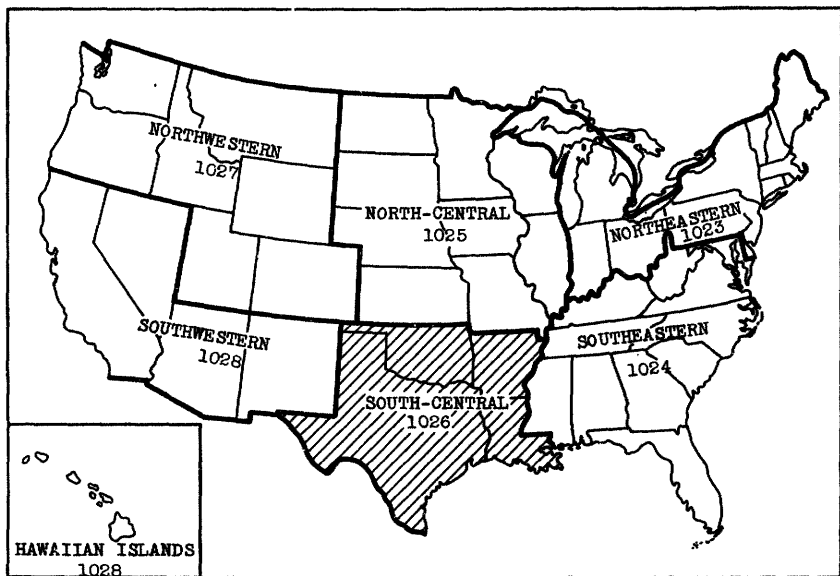 NORTHWESTERN
1027
NORTH-CENTRAL
1025
NORTHEASTERN
1023
SOUTHWESTERN
1028
SOUTHEASTERN
1024
SOUTH-CENTRAL
1026
HAWAIIAN ISLANDS
1028